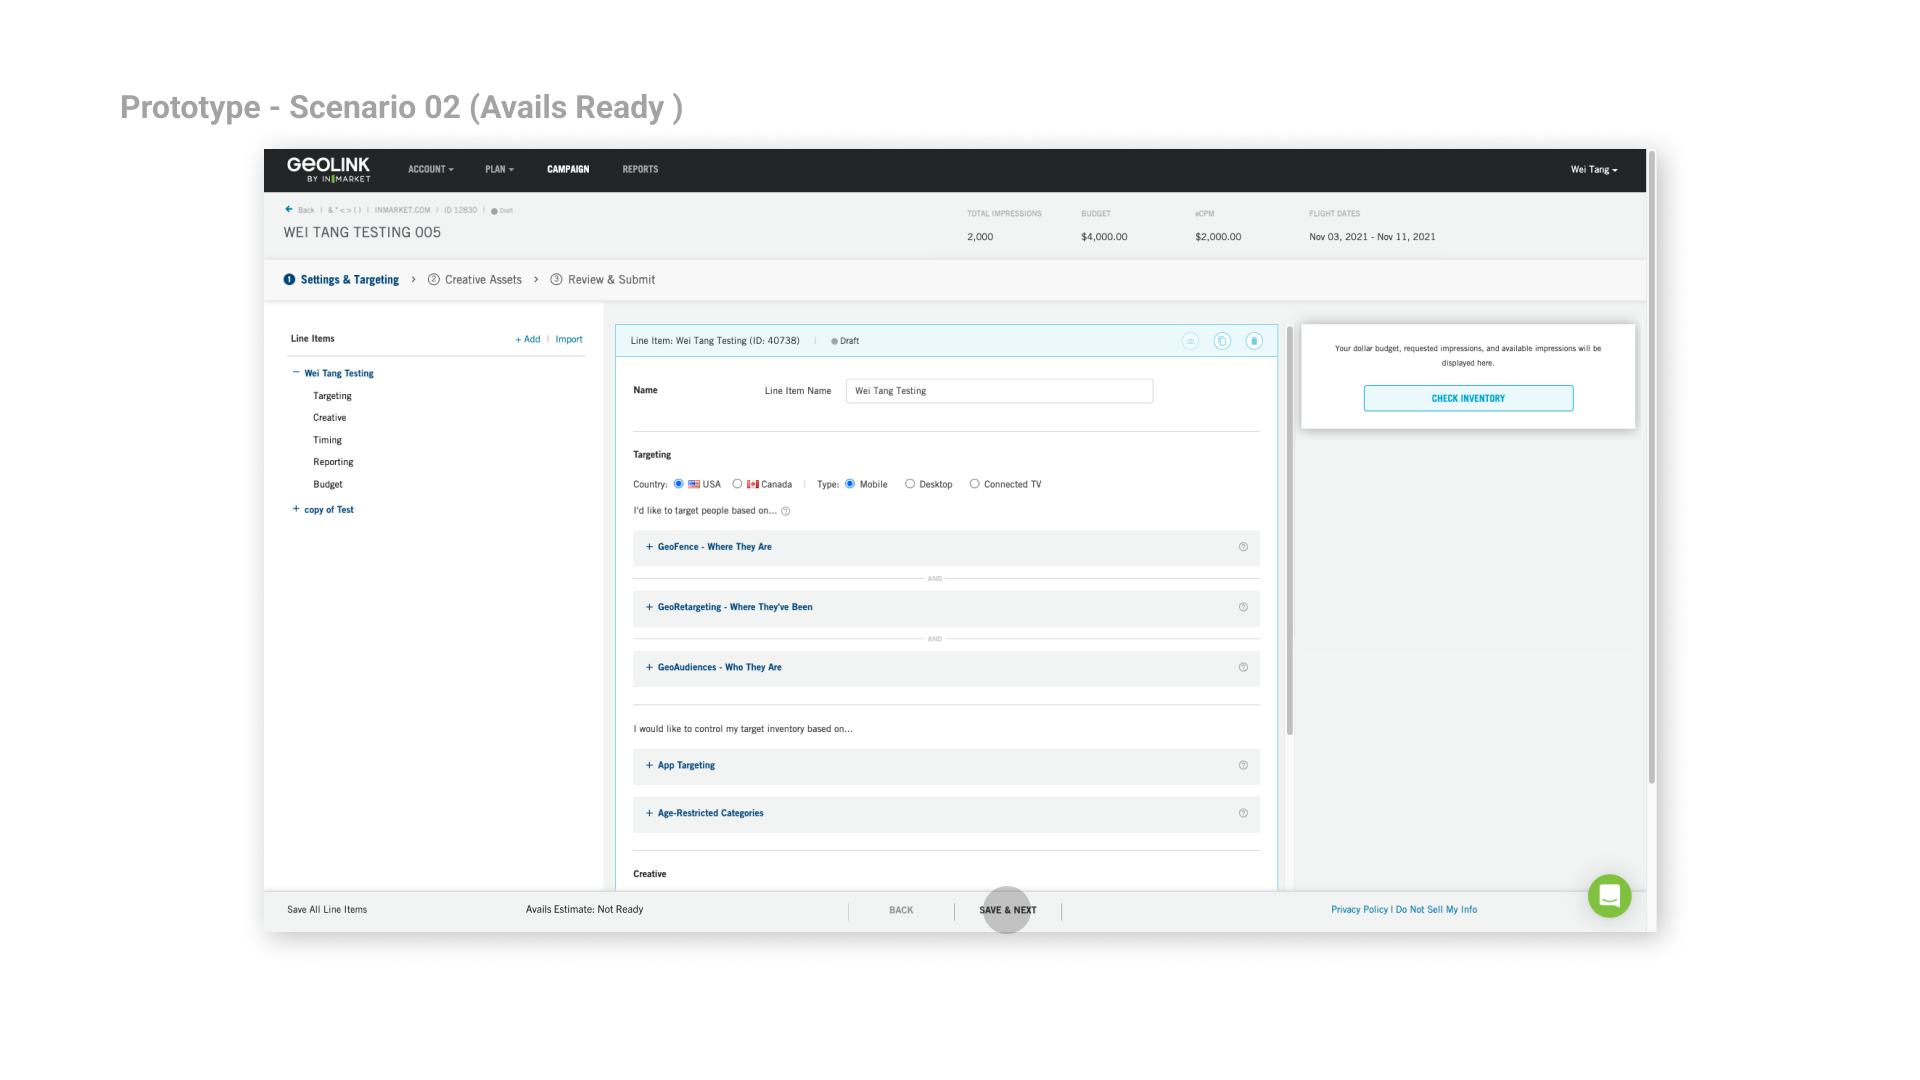 Prototype - Scenario 02 (Avails Ready )
GEOLINK
BY INMARKET
ACCOUNT PLAN CAMPAIGN REPORTS Wei Tang
Back | & " < > ( ) | INMARKET.COM | ID 12830 | Draft
WEI TANG TESTING 005
TOTAL IMPRESSIONS BUDGET eCPM FLIGHT DATES
2,000 $4,000.00 $2,000.00 Nov 03, 2021 - Nov 11, 2021
1 Settings & Targeting > 2 Creative Assets > 3 Review & Submit
Line Items + Add | Import
− Wei Tang Testing
Targeting
Creative
Timing
Reporting
Budget
+ copy of Test
Line Item: Wei Tang Testing (ID: 40738) | Draft
Name Line Item Name Wei Tang Testing
Targeting
Country: USA Canada | Type: Mobile Desktop Connected TV
I'd like to target people based on... ?
+ GeoFence - Where They Are ?
AND
+ GeoRetargeting - Where They've Been ?
AND
+ GeoAudiences - Who They Are ?
I would like to control my target inventory based on...
+ App Targeting ?
+ Age-Restricted Categories ?
Creative
Your dollar budget, requested impressions, and available impressions will be
displayed here.
CHECK INVENTORY
Save All Line Items Avails Estimate: Not Ready BACK SAVE & NEXT Privacy Policy | Do Not Sell My Info